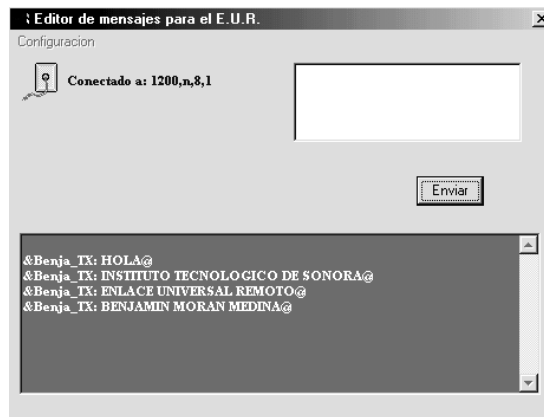 Editor de mensajes para el E.U.R.
Configuracion
Conectado a: 1200,n,8,1
Enviar
&Benja_TX: HOLA@
&Benja_TX: INSTITUTO TECNOLOGICO DE SONORA@
&Benja_TX: ENLACE UNIVERSAL REMOTO@
&Benja_TX: BENJAMIN MORAN MEDINA@